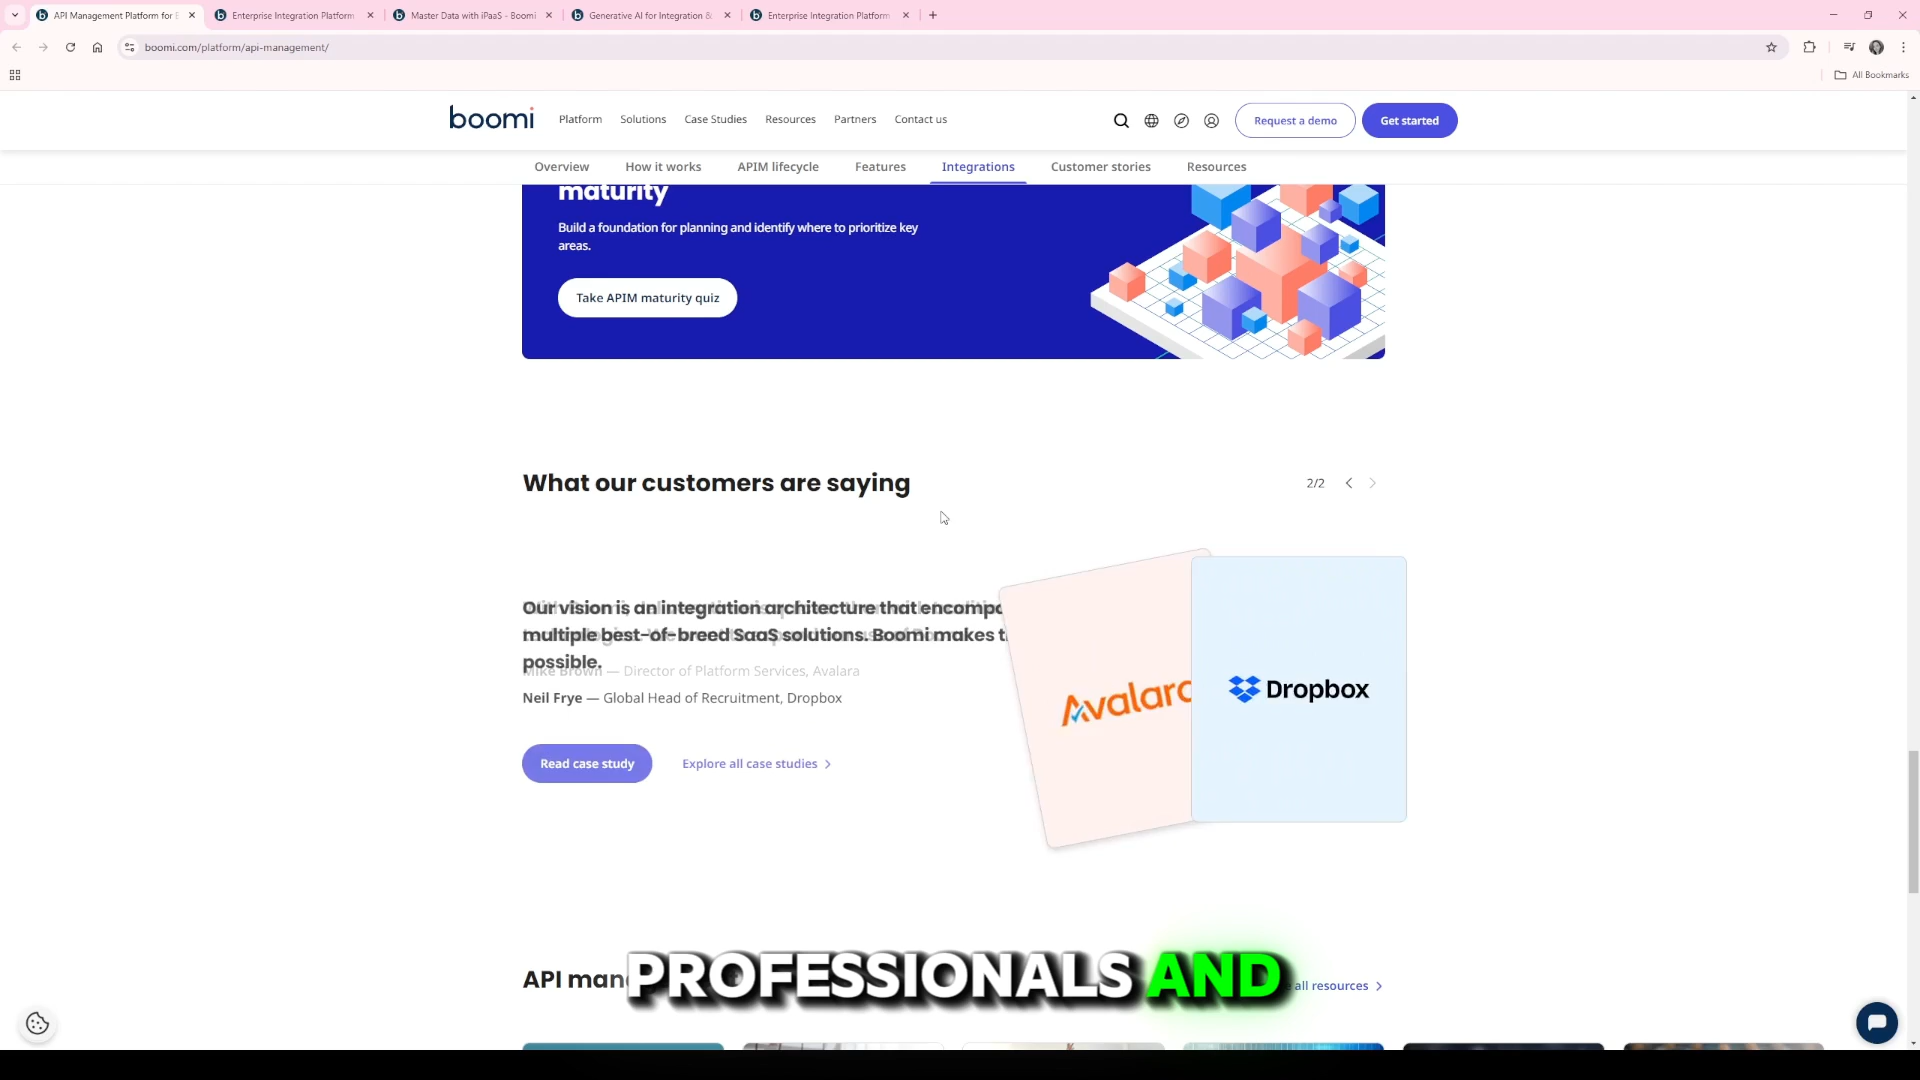 API Management Platform for E
Enterprise Integration Platform
Master Data with iPaaS - Boomi
Generative AI for Integration &
Enterprise Integration Platform
boomi.com/platform/api-management/
All Bookmarks
boomi
Platform
Solutions
Case Studies
Resources
Partners
Contact us
Request a demo
Get started
Overview
How it works
APIM lifecycle
Features
Integrations
Customer stories
Resources
maturity
Build a foundation for planning and identify where to prioritize key
areas.
Take APIM maturity quiz
What our customers are saying
2/2
Our vision is an integration architecture that encompa
multiple best-of-breed SaaS solutions. Boomi makes t
possible.
Mike Brown — Director of Platform Services, Avalara
Neil Frye — Global Head of Recruitment, Dropbox
Read case study
Explore all case studies
Avalara
Dropbox
API man
PROFESSIONALS AND
all resources